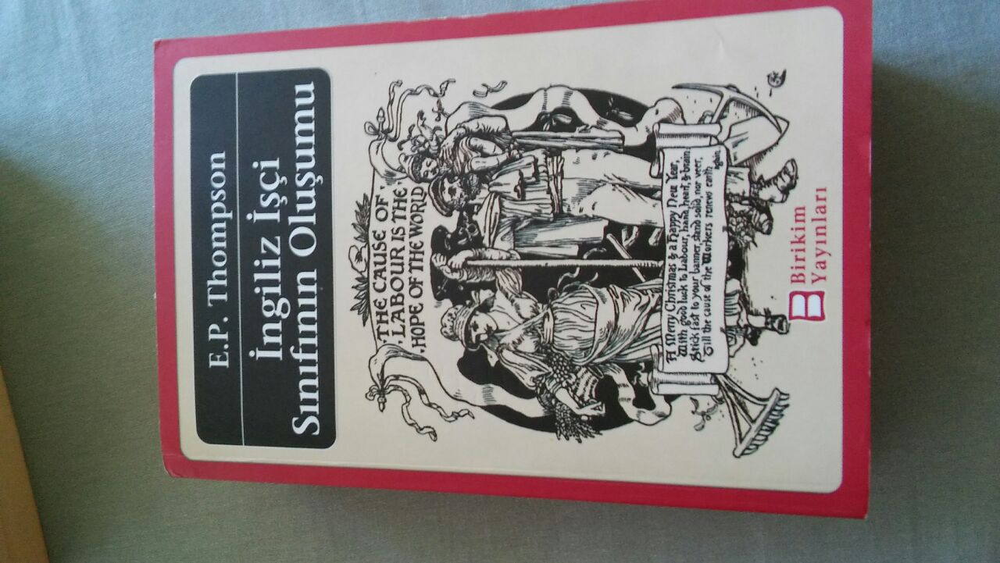 E.P. Thompson
İngiliz İşçi
Sınıfının Oluşumu
THE CAUSE OF
LABOUR IS THE
HOPE OF THE WORLD
A Merry Christmas & a Happy New Year,
With good luck to Labour, hand, heart, & brain:
Stick fast to your banner, stand solid, nor veer,
Till the cause of the Workers renews earth
again.
Birikim
Yayınları